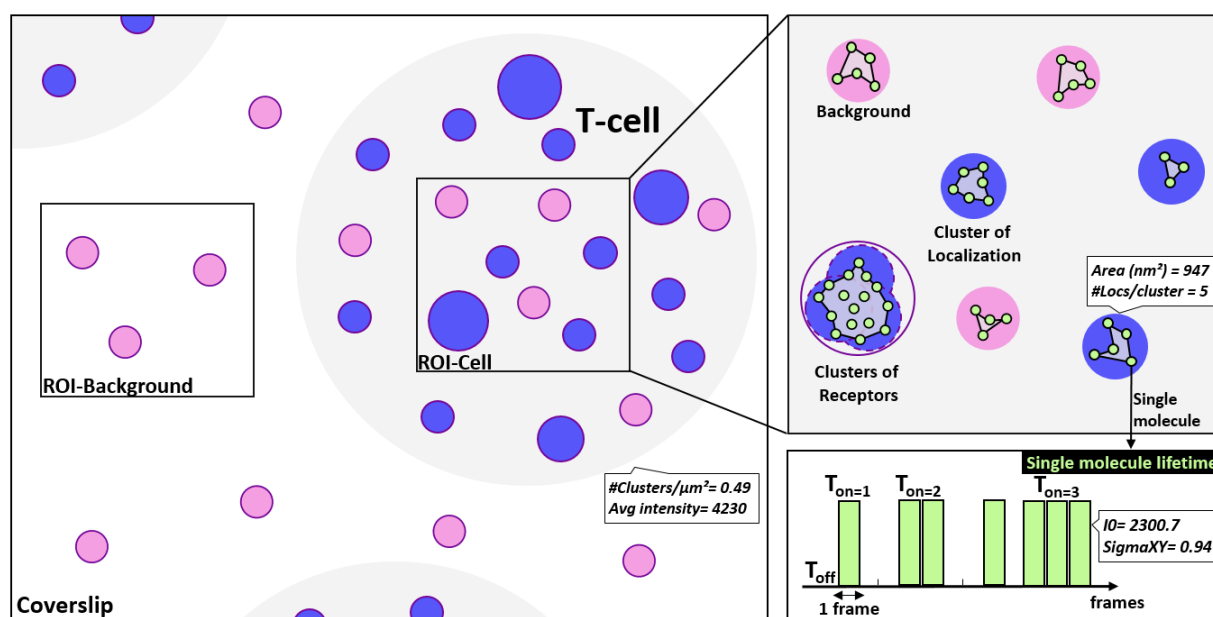 T-cell
ROI-Cell
ROI-Background
#Clusters/µm²= 0.49
Avg intensity= 4230
Coverslip
Background
Cluster of
Localization
Area (nm²) = 947
#Locs/cluster = 5
Clusters of
Receptors
Single
molecule
Single molecule lifetime
Ton=1
Ton=2
Ton=3
I0= 2300.7
SigmaXY= 0.94
Toff
1 frame
frames